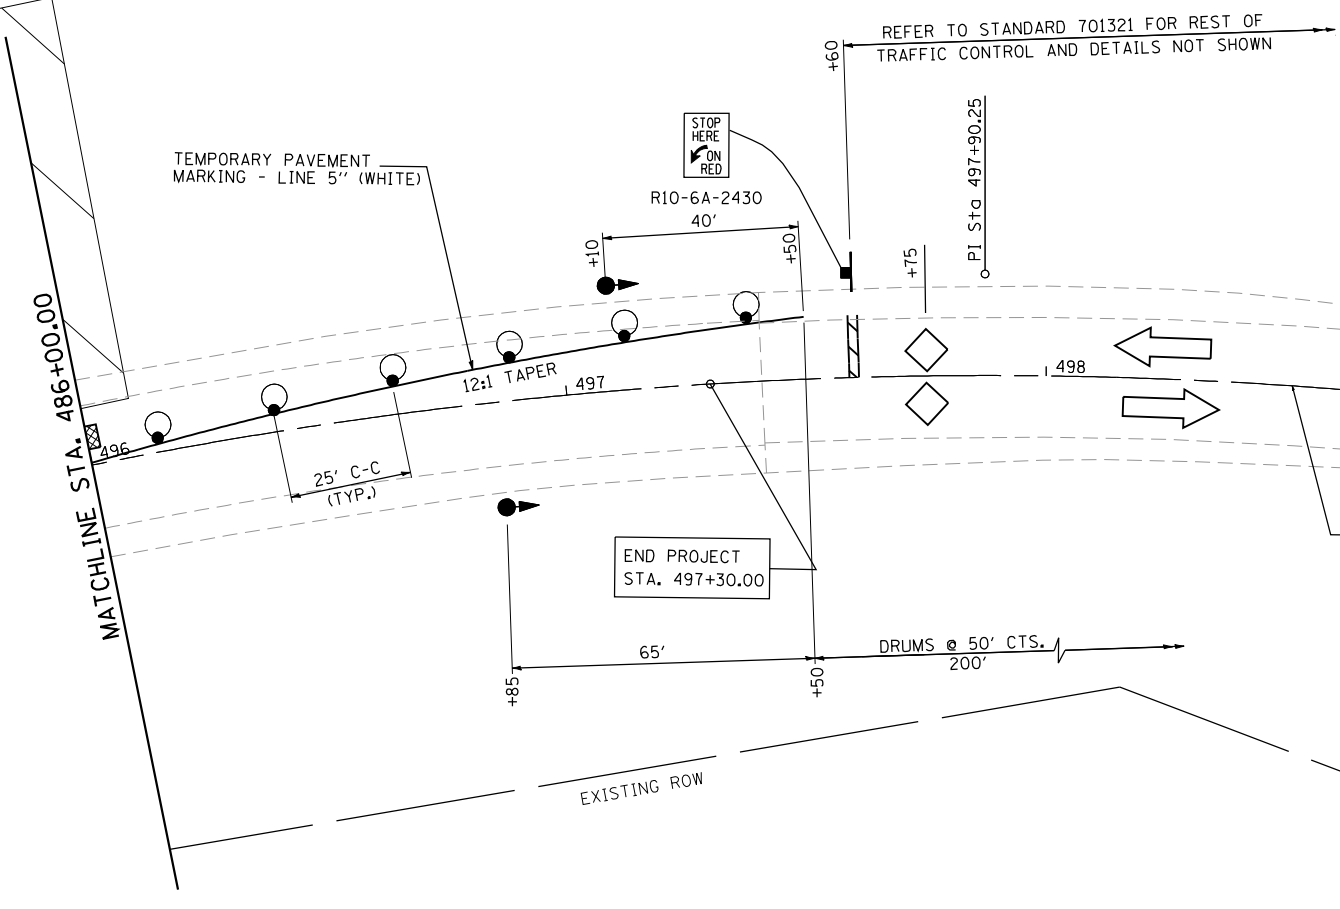 REFER TO STANDARD 701321 FOR REST OF
TRAFFIC CONTROL AND DETAILS NOT SHOWN
+60
PI Sta 497+90.25
STOP
HERE
ON
RED
R10-6A-2430
TEMPORARY PAVEMENT
MARKING - LINE 5" (WHITE)
40'
+10
+50
+75
MATCHLINE STA. 486+00.00
12:1 TAPER
496
497
498
25' C-C
(TYP.)
END PROJECT
STA. 497+30.00
65'
DRUMS @ 50' CTS.
200'
+85
+50
EXISTING ROW